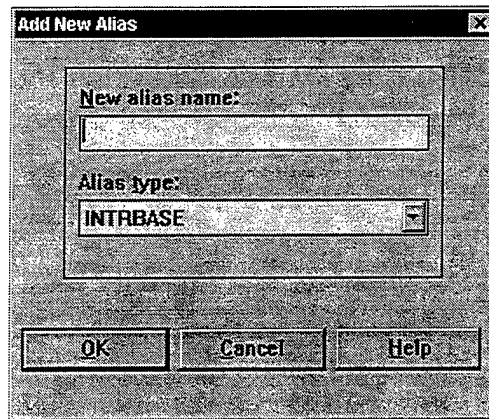 Add New Alias
New alias name:
Alias type:
INTRBASE
OK Cancel Help